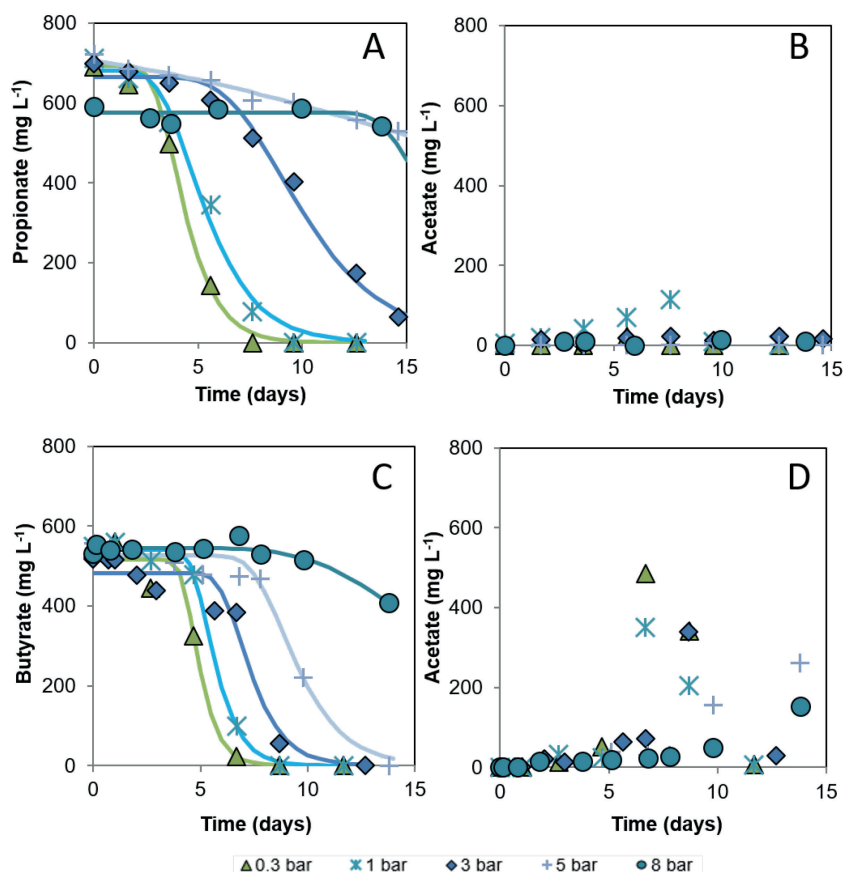 A
Propionate (mg L-1)
800
600
400
200
0
0 5 10 15
Time (days)
B
Acetate (mg L-1)
800
600
400
200
0
0 5 10 15
Time (days)
C
Butyrate (mg L-1)
800
600
400
200
0
0 5 10 15
Time (days)
D
Acetate (mg L-1)
800
600
400
200
0
0 5 10 15
Time (days)
0.3 bar 1 bar 3 bar 5 bar 8 bar